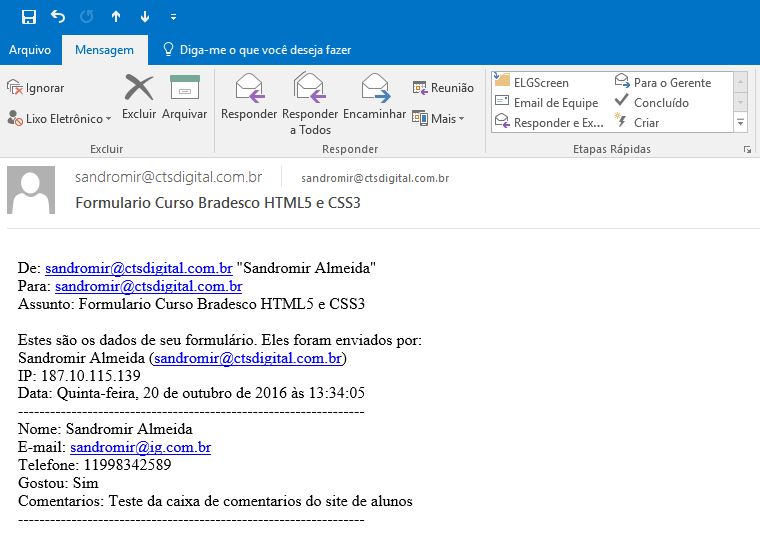 Arquivo Mensagem Diga-me o que você deseja fazer
Ignorar
Lixo Eletrônico
Excluir
Arquivar
Excluir
Responder
Responder a Todos
Encaminhar
Reunião
Mais
Responder
ELGScreen
Email de Equipe
Responder e Ex...
Para o Gerente
Concluído
Criar
Etapas Rápidas
sandromir@ctsdigital.com.br sandromir@ctsdigital.com.br
Formulario Curso Bradesco HTML5 e CSS3
De: sandromir@ctsdigital.com.br "Sandromir Almeida"
Para: sandromir@ctsdigital.com.br
Assunto: Formulario Curso Bradesco HTML5 e CSS3
Estes são os dados de seu formulário. Eles foram enviados por:
Sandromir Almeida (sandromir@ctsdigital.com.br)
IP: 187.10.115.139
Data: Quinta-feira, 20 de outubro de 2016 às 13:34:05
-----------------------------------------------------------------
Nome: Sandromir Almeida
E-mail: sandromir@ig.com.br
Telefone: 11998342589
Gostou: Sim
Comentarios: Teste da caixa de comentarios do site de alunos
-----------------------------------------------------------------